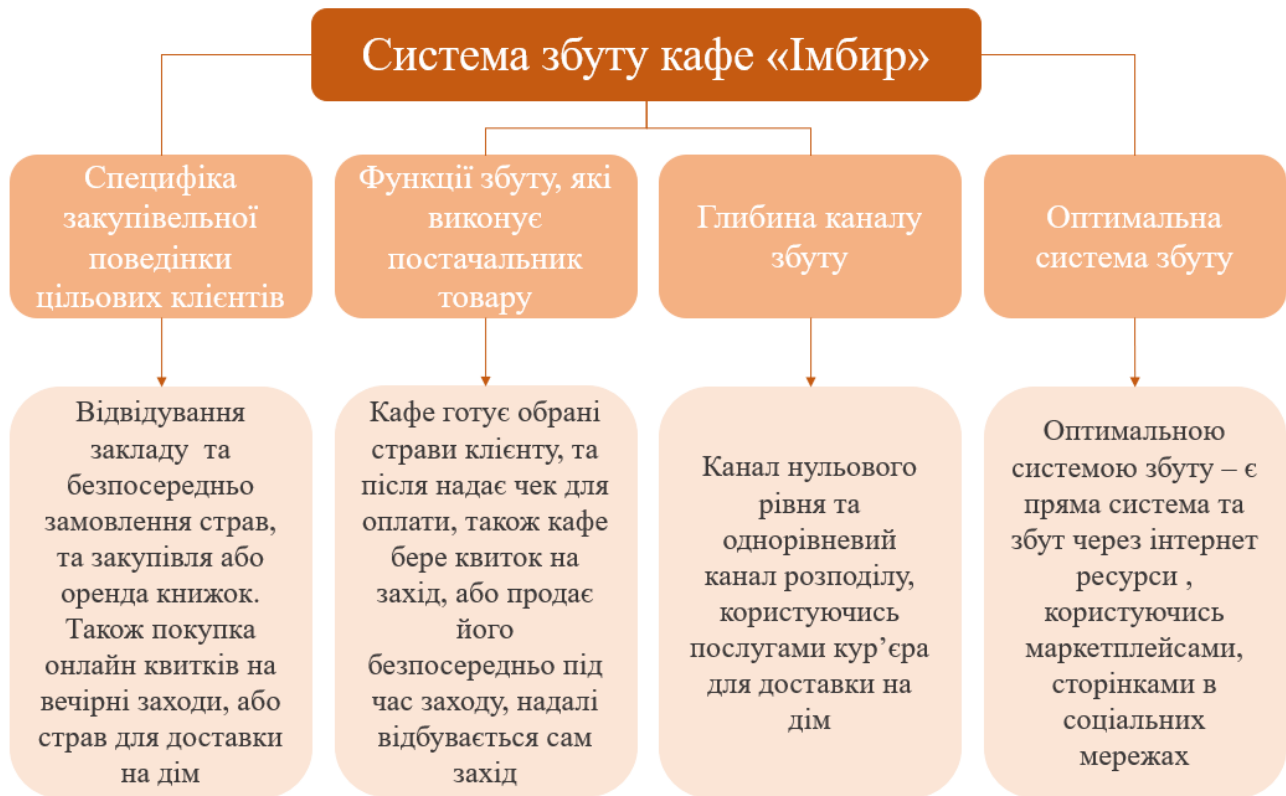 Система збуту кафе «Імбир»
Специфіка
закупівельної
поведінки
цільових клієнтів
Функції збуту, які
виконує
постачальник
товару
Глибина каналу
збуту
Оптимальна
система збуту
Відвідування
закладу та
безпосередньо
замовлення страв,
та закупівля або
оренда книжок.
Також покупка
онлайн квитків на
вечірні заходи, або
страв для доставки
на дім
Кафе готує обрані
страви клієнту, та
після надає чек для
оплати, також кафе
бере квиток на
захід, або продає
його
безпосередньо під
час заходу, надалі
відбувається сам
захід
Канал нульового
рівня та
однорівневий
канал розподілу,
користуючись
послугами кур’єра
для доставки на
дім
Оптимальною
системою збуту – є
пряма система та
збут через інтернет
ресурси ,
користуючись
маркетплейсами,
сторінками в
соціальних
мережах